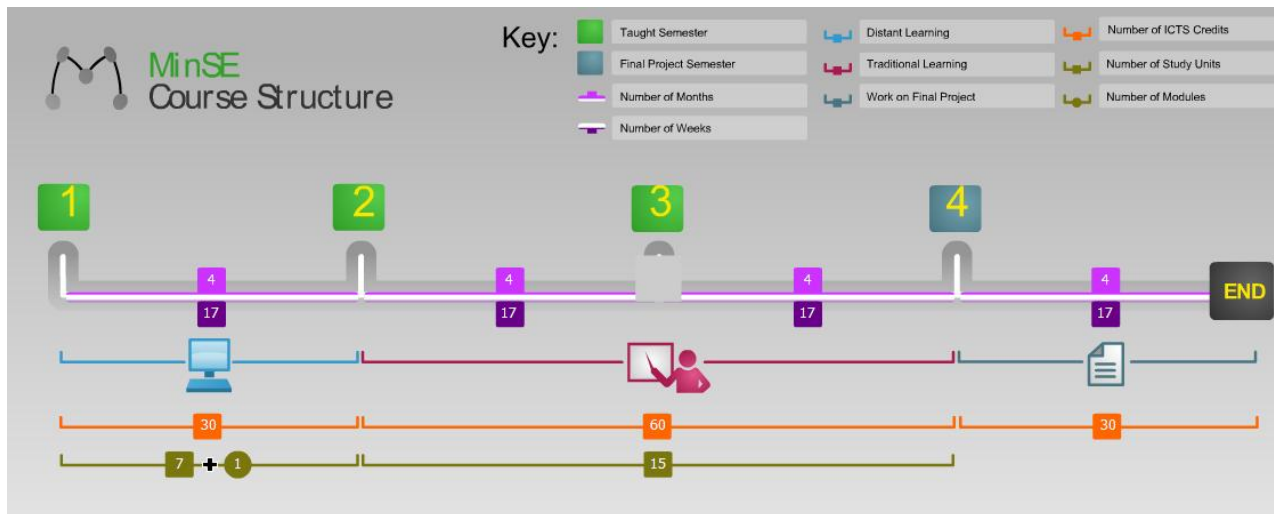 MinSE
Course Structure
Key:
Taught Semester
Final Project Semester
Number of Months
Number of Weeks
Distant Learning
Traditional Learning
Work on Final Project
Number of ICTS Credits
Number of Study Units
Number of Modules
1 2 3 4
4 4 4 4
END
17 17 17 17
30 60 30
7 + 1 15